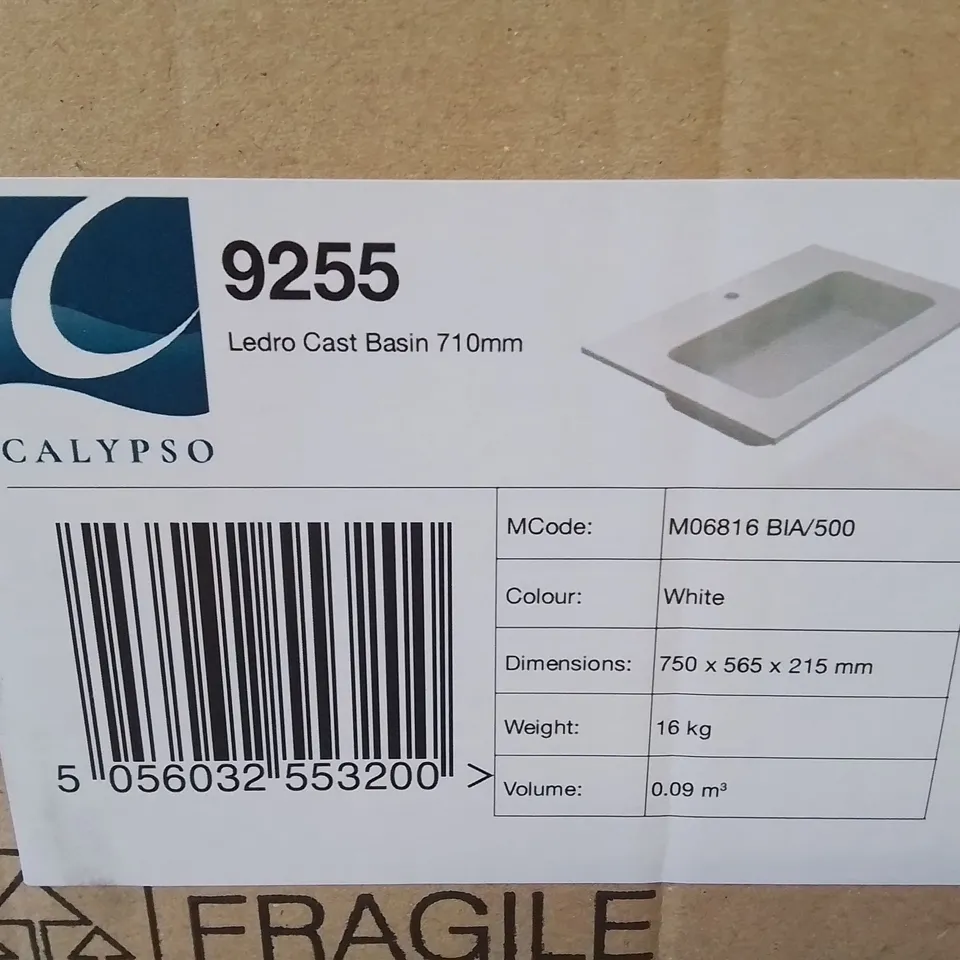 9255
Ledro Cast Basin 710mm
CALYPSO
MCode: M06816 BIA/500
Colour: White
Dimensions: 750 x 565 x 215 mm
Weight: 16 kg
Volume: 0.09 m³
5 056032 553200 >
FRAGILE